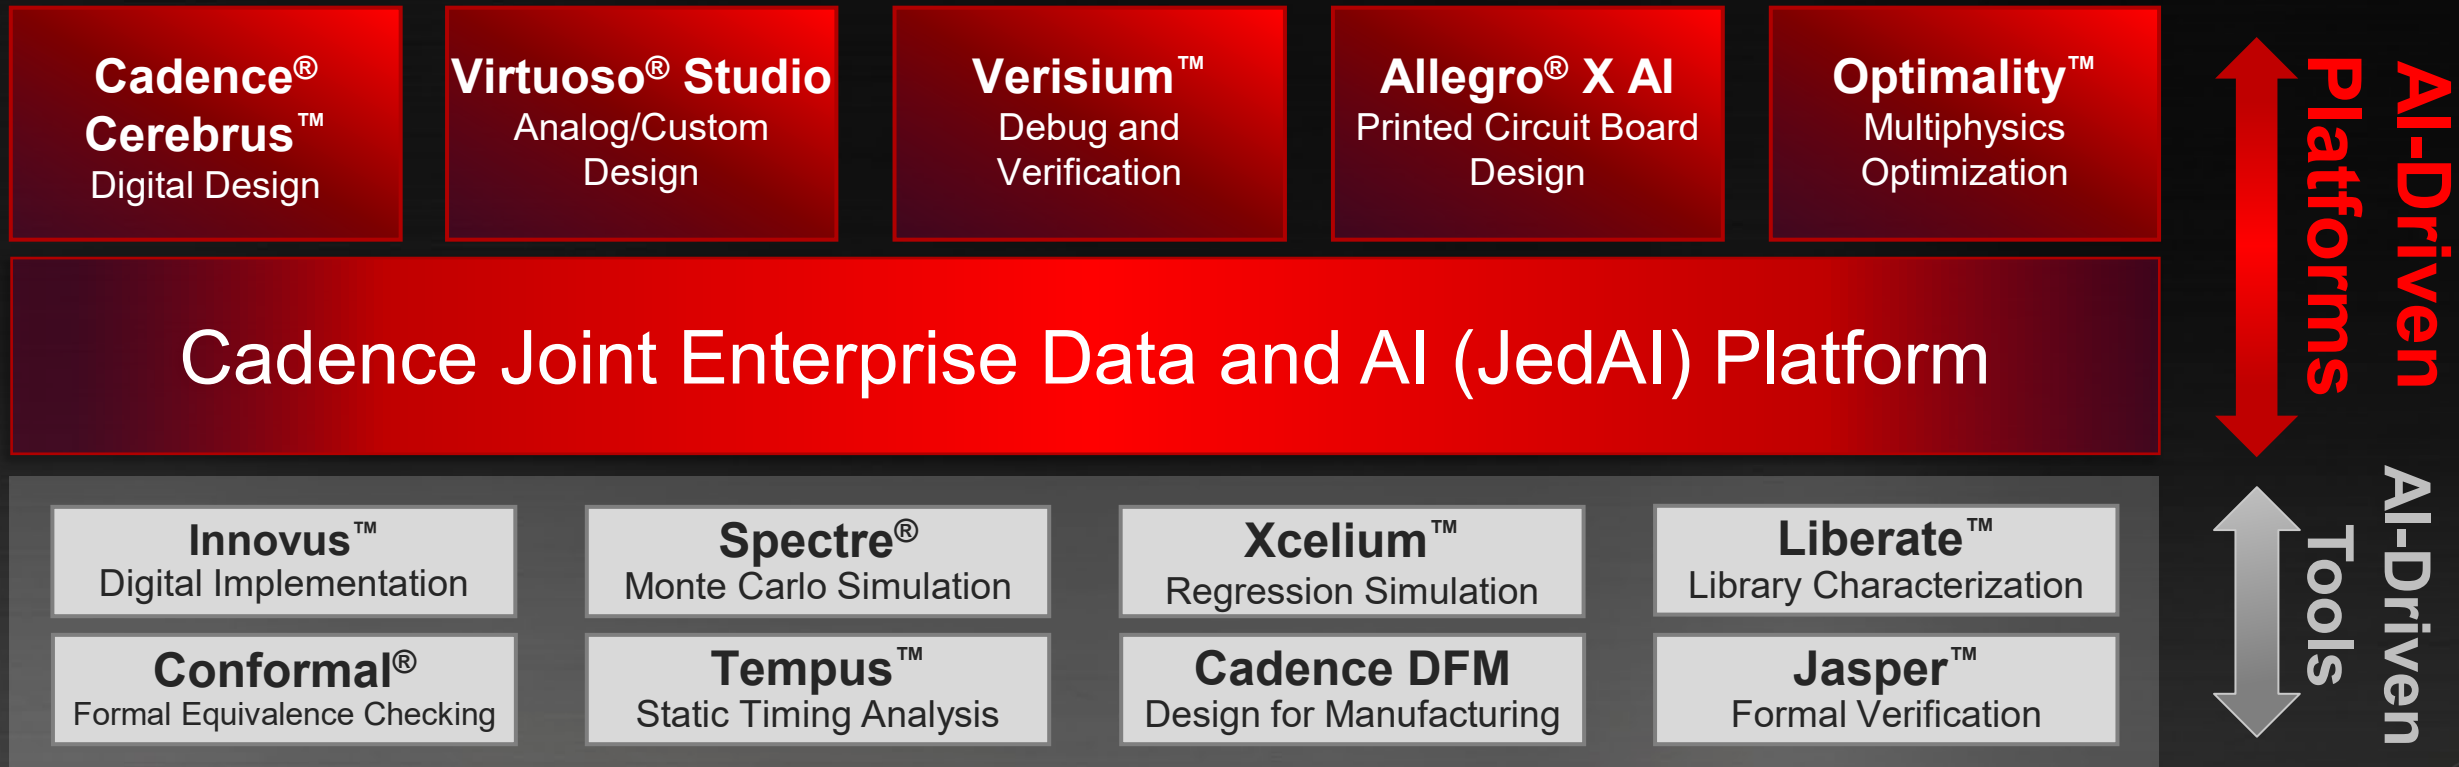 Cadence®
Cerebrus™
Digital Design
Virtuoso® Studio
Analog/Custom
Design
Verisium™
Debug and
Verification
Allegro® X AI
Printed Circuit Board
Design
Optimality™
Multiphysics
Optimization
AI-Driven
Platforms
Cadence Joint Enterprise Data and AI (JedAI) Platform
Innovus™
Digital Implementation
Spectre®
Monte Carlo Simulation
Xcelium™
Regression Simulation
Liberate™
Library Characterization
Conformal®
Formal Equivalence Checking
Tempus™
Static Timing Analysis
Cadence DFM
Design for Manufacturing
Jasper™
Formal Verification
AI-Driven
Tools